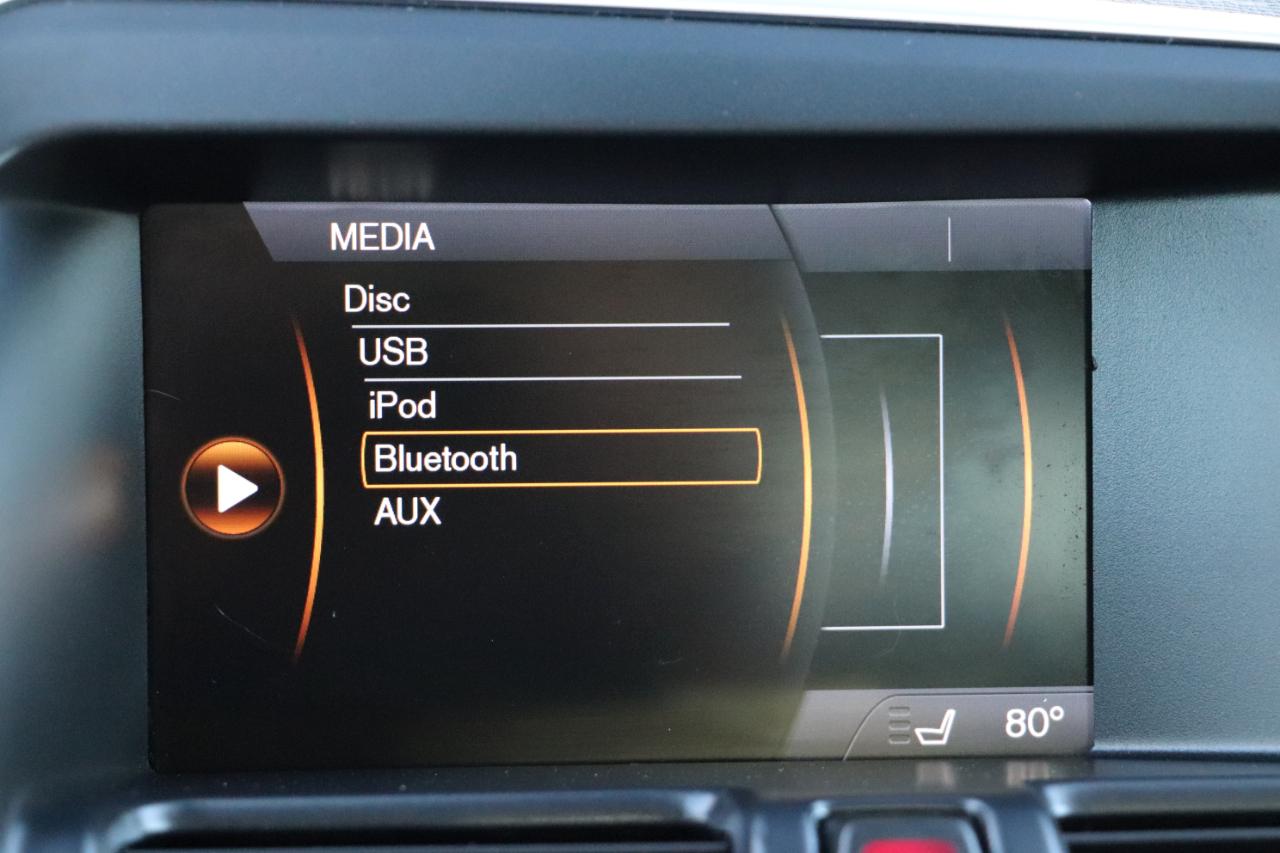 MEDIA
Disc
USB
iPod
Bluetooth
AUX
80°